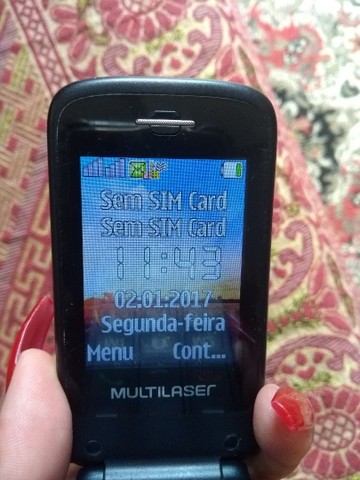 Sem SIM Card
Sem SIM Card
11:43
02.01.2017
Segunda-feira
Menu Cont...
MULTILASER